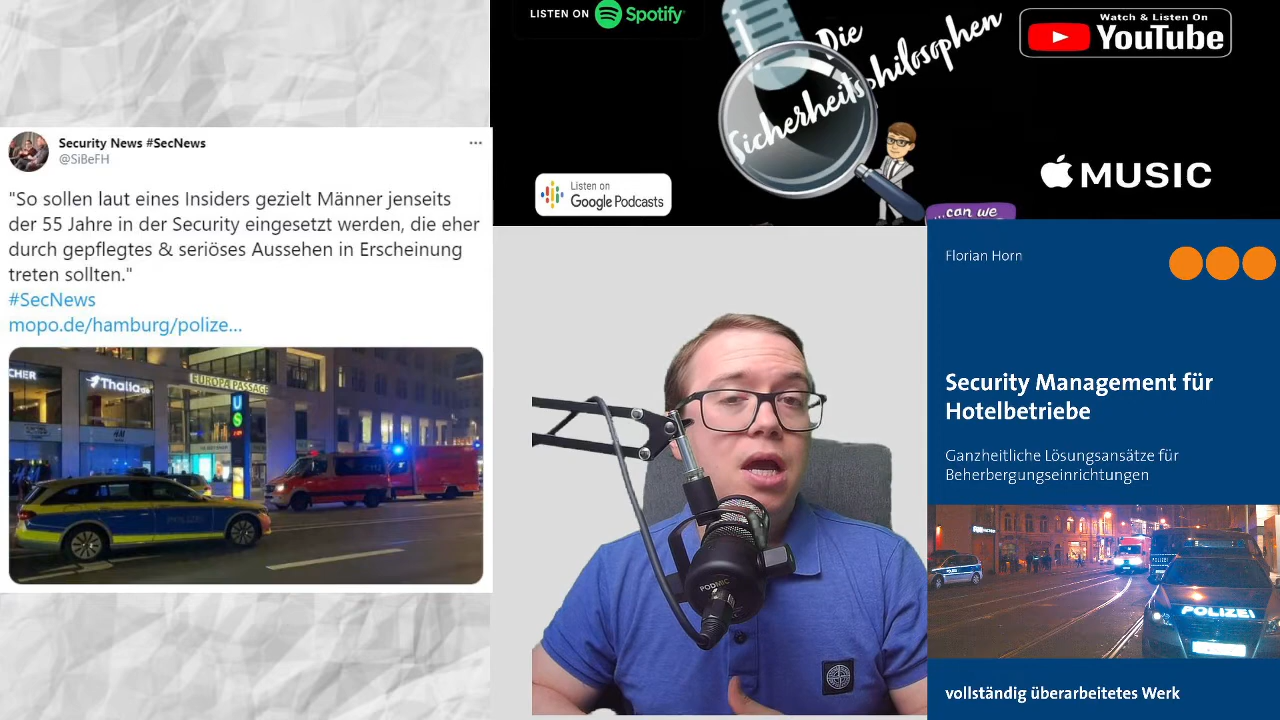 Security News #SecNews
@SiBeFH
"So sollen laut eines Insiders gezielt Männer jenseits
der 55 Jahre in der Security eingesetzt werden, die eher
durch gepflegtes & seriöses Aussehen in Erscheinung
treten sollten."
#SecNews
mopo.de/hamburg/polize...
CHER
Thalia
EUROPA PASSAGE
H&M
U
S
POLIZEI
LISTEN ON Spotify
Die
Sicherheitsphilosophen
Watch & Listen On
YouTube
Listen on
Google Podcasts
MUSIC
...can we
PODMIC
Florian Horn
Security Management für
Hotelbetriebe
Ganzheitliche Lösungsansätze für
Beherbergungseinrichtungen
POLIZEI
POLIZEI
vollständig überarbeitetes Werk